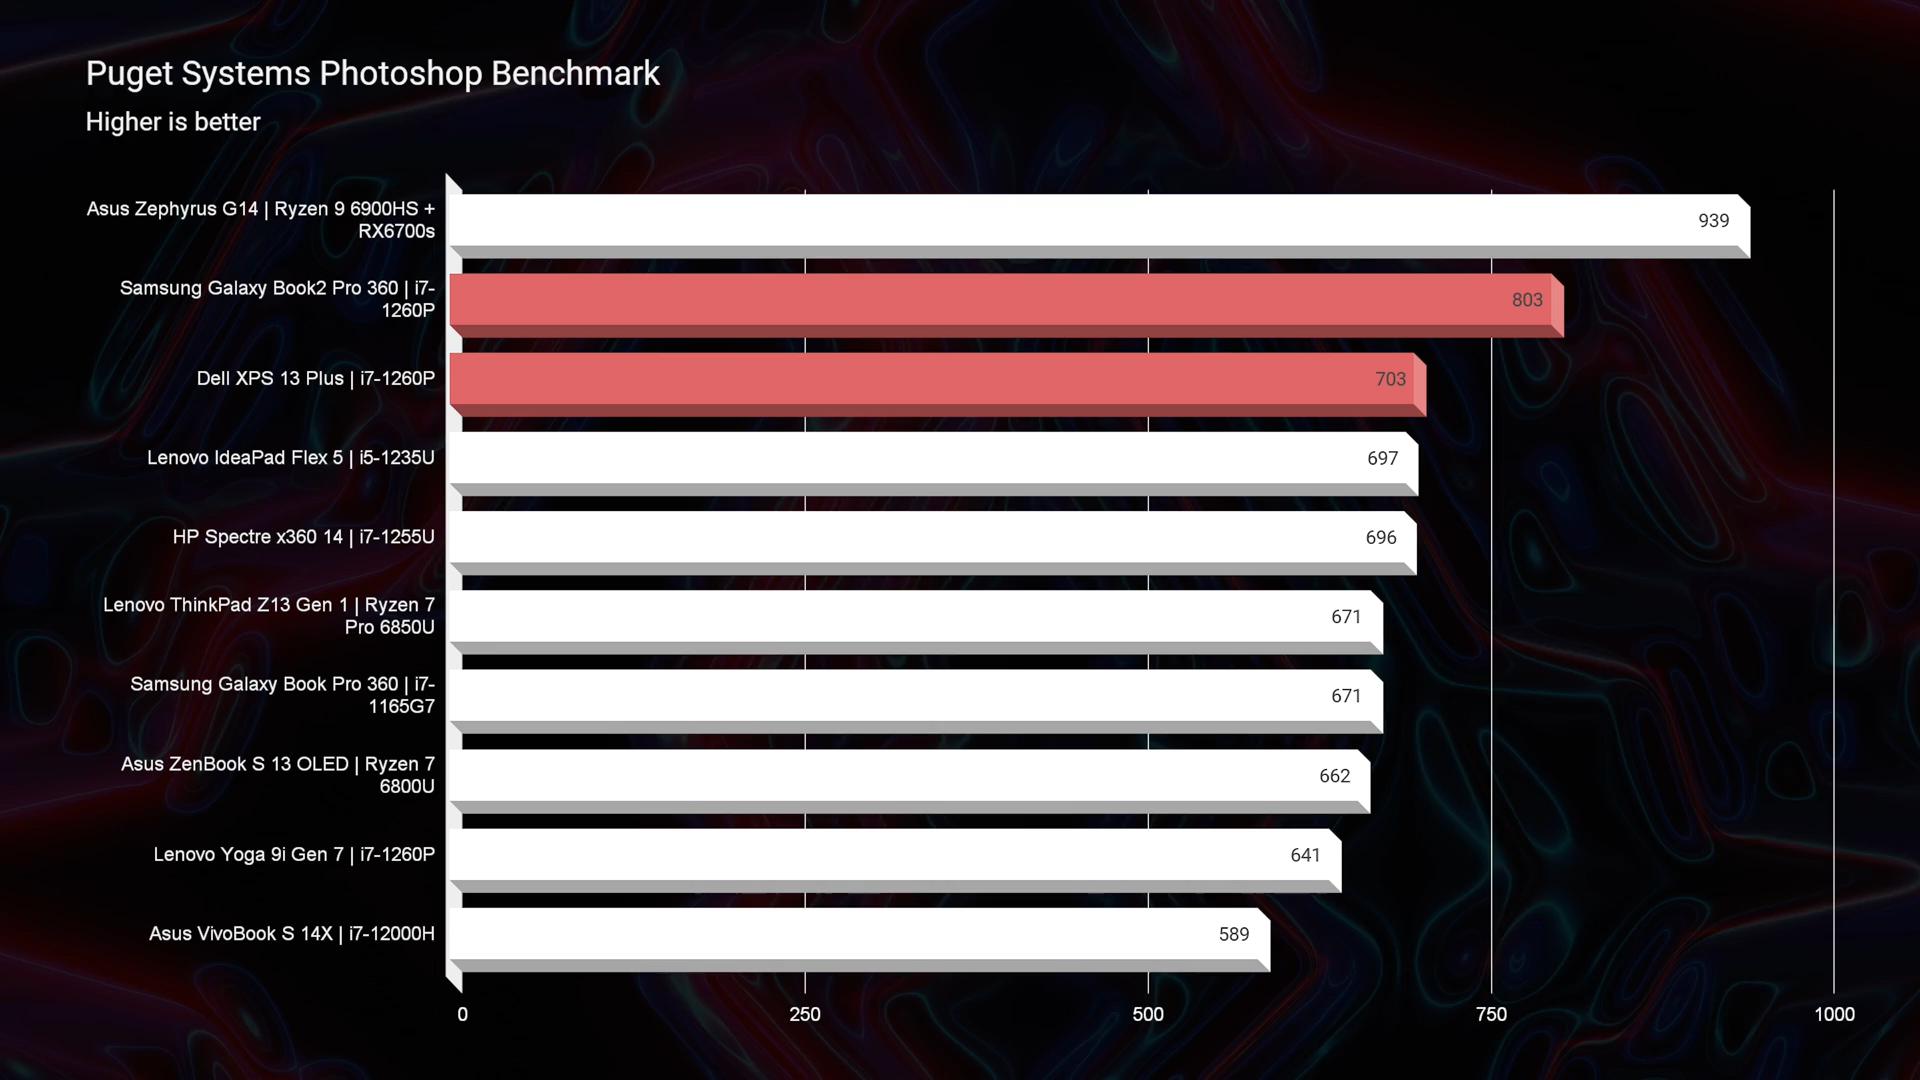 Puget Systems Photoshop Benchmark
Higher is better
Asus Zephyrus G14 | Ryzen 9 6900HS +
RX6700s
939
Samsung Galaxy Book2 Pro 360 | i7-
1260P
803
Dell XPS 13 Plus | i7-1260P
703
Lenovo IdeaPad Flex 5 | i5-1235U
697
HP Spectre x360 14 | i7-1255U
696
Lenovo ThinkPad Z13 Gen 1 | Ryzen 7
Pro 6850U
671
Samsung Galaxy Book Pro 360 | i7-
1165G7
671
Asus ZenBook S 13 OLED | Ryzen 7
6800U
662
Lenovo Yoga 9i Gen 7 | i7-1260P
641
Asus VivoBook S 14X | i7-12000H
589
0 250 500 750 1000